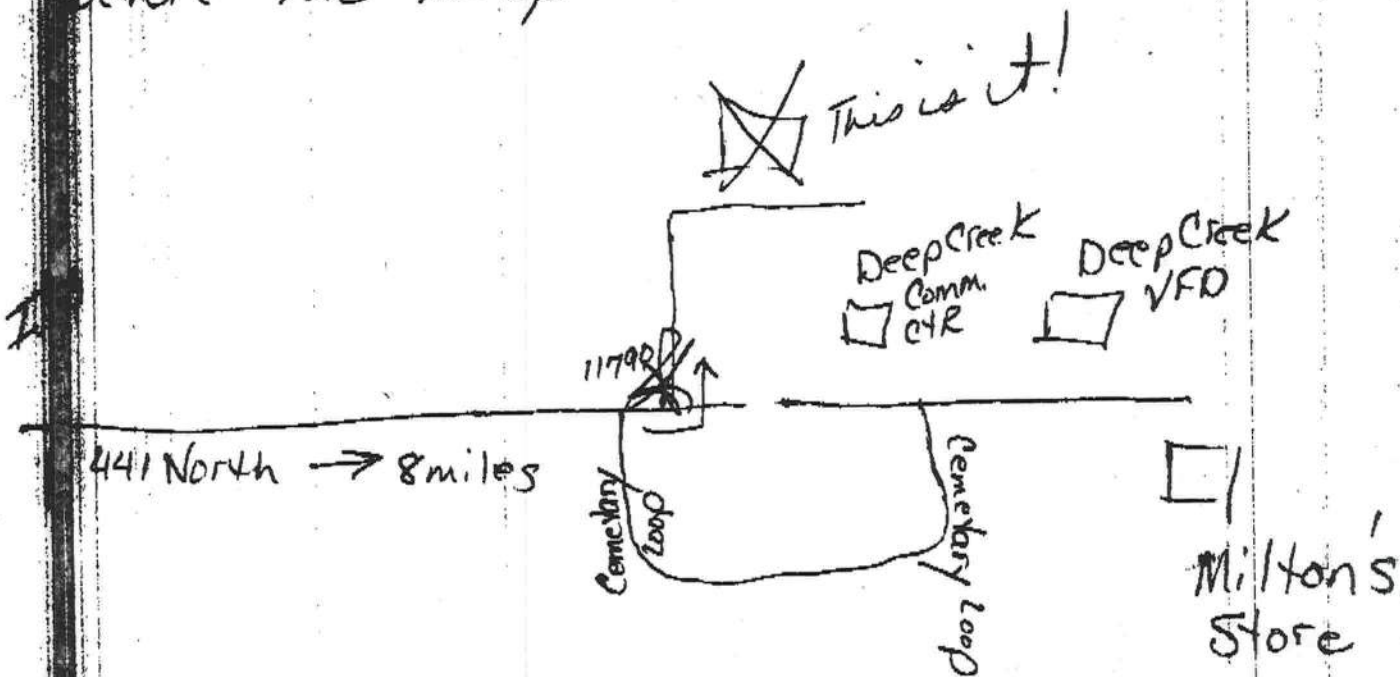 This is it!
Deep Creek
Comm.
CtR
Deep Creek
VFD
441 North → 8 miles
Cemetary
loop
Cemetary loop
Milton's
Store